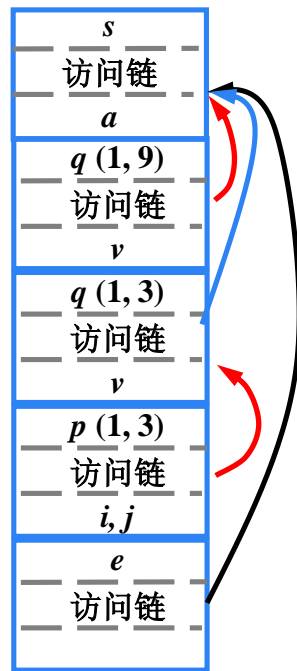 s
访问链
a
q (1, 9)
访问链
v
q (1, 3)
访问链
v
p (1, 3)
访问链
i, j
e
访问链